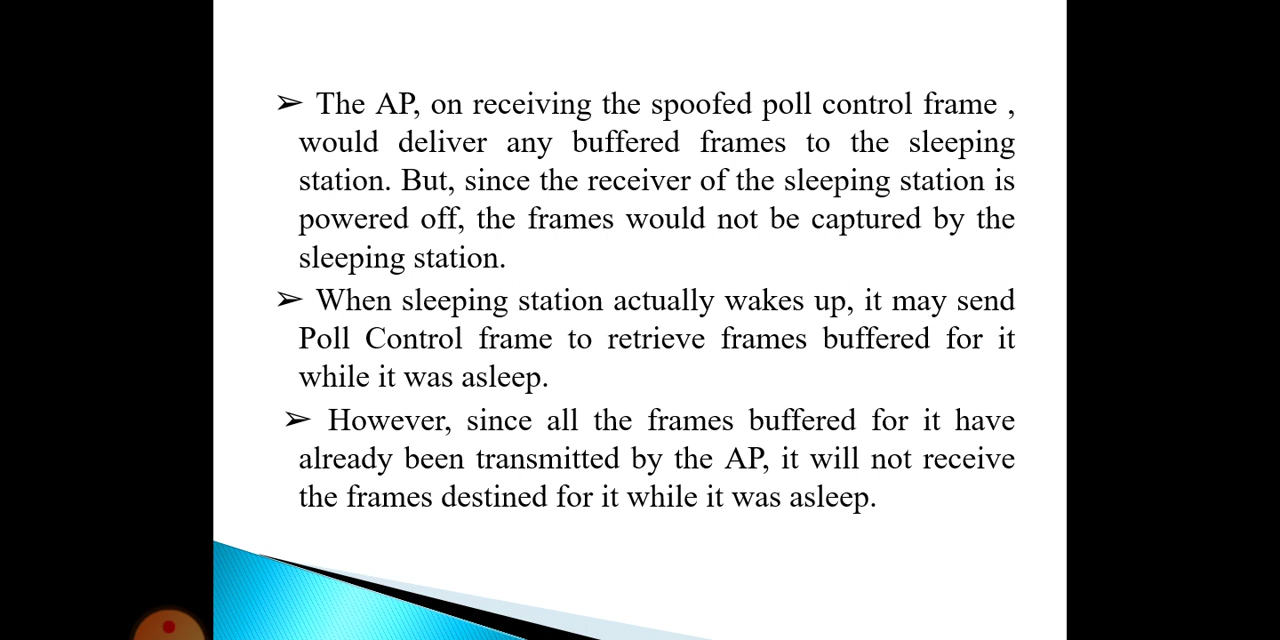 ➢ The AP, on receiving the spoofed poll control frame ,
would deliver any buffered frames to the sleeping
station. But, since the receiver of the sleeping station is
powered off, the frames would not be captured by the
sleeping station.
➢ When sleeping station actually wakes up, it may send
Poll Control frame to retrieve frames buffered for it
while it was asleep.
➢ However, since all the frames buffered for it have
already been transmitted by the AP, it will not receive
the frames destined for it while it was asleep.